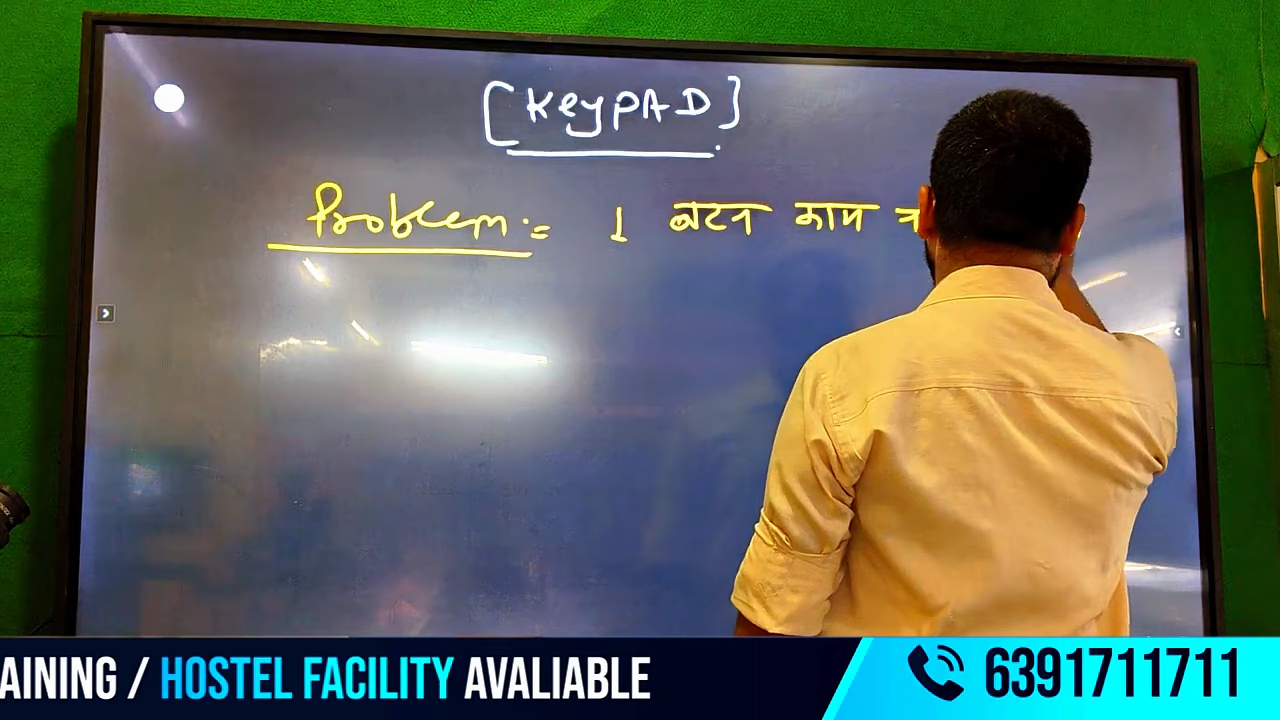 [KeyPAD]
Problem := 1 बटन काम
AINING / HOSTEL FACILITY AVALIABLE
6391711711